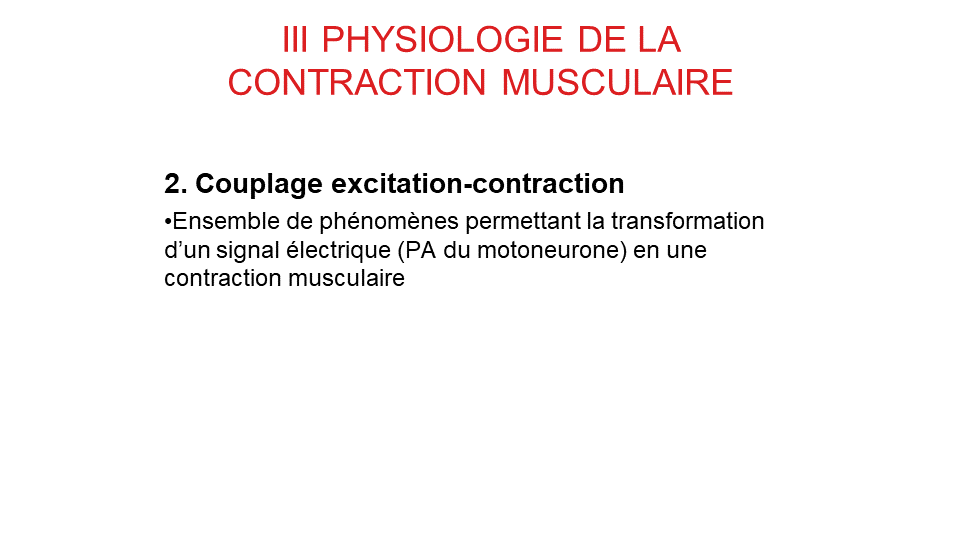 III PHYSIOLOGIE DE LA
CONTRACTION MUSCULAIRE
2. Couplage excitation-contraction
•Ensemble de phénomènes permettant la transformation
d’un signal électrique (PA du motoneurone) en une
contraction musculaire